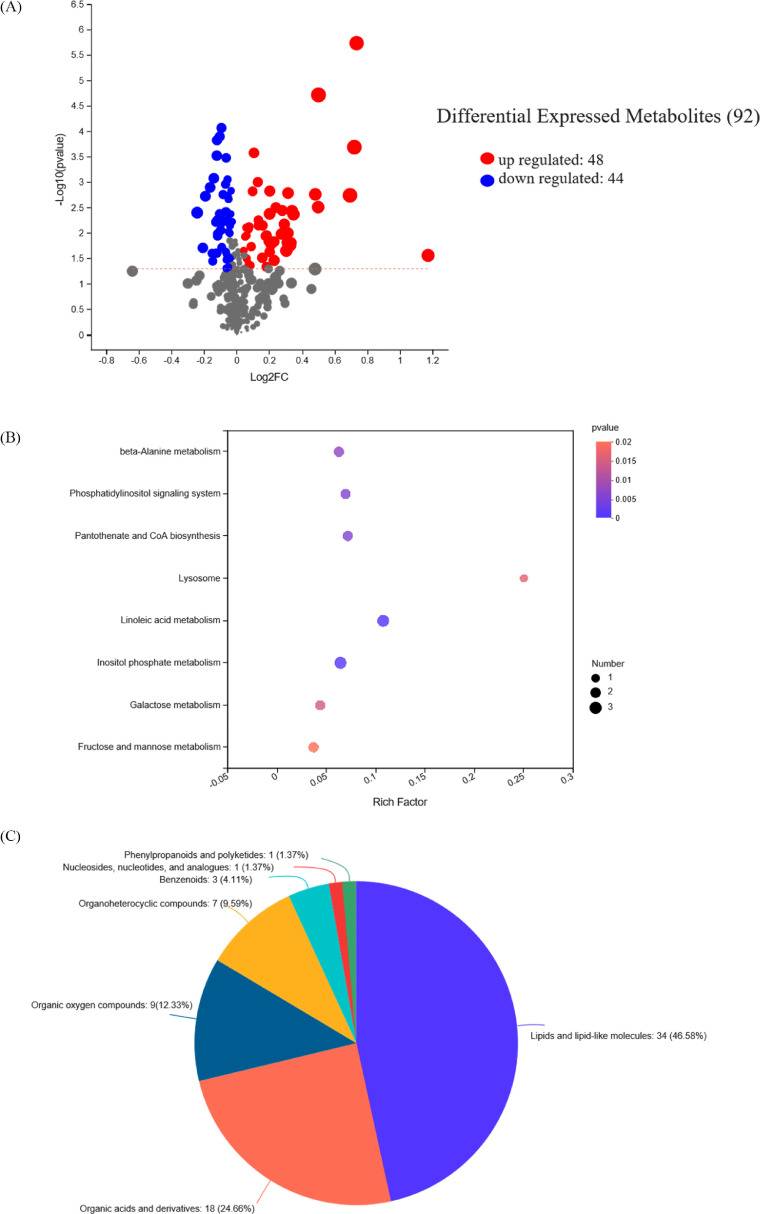 (A)
6.5
6
5.5
5
4.5
4
3.5
3
2.5
2
1.5
1
0.5
0
-Log10(pvalue)
-0.8
-0.6
-0.4
-0.2
0
0.2
0.4
0.6
0.8
1
1.2
Log2FC
Differential Expressed Metabolites (92)
up regulated: 48
down regulated: 44
(B)
beta-Alanine metabolism
Phosphatidylinositol signaling system
Pantothenate and CoA biosynthesis
Lysosome
Linoleic acid metabolism
Inositol phosphate metabolism
Galactose metabolism
Fructose and mannose metabolism
-0.05
0
0.05
0.1
0.15
0.2
0.25
0.3
Rich Factor
pvalue
0.02
0.015
0.01
0.005
0
Number
1
2
3
(C)
Phenylpropanoids and polyketides: 1 (1.37%)
Nucleosides, nucleotides, and analogues: 1 (1.37%)
Benzenoids: 3 (4.11%)
Organoheterocyclic compounds: 7 (9.59%)
Organic oxygen compounds: 9(12.33%)
Lipids and lipid-like molecules: 34 (46.58%)
Organic acids and derivatives: 18 (24.66%)